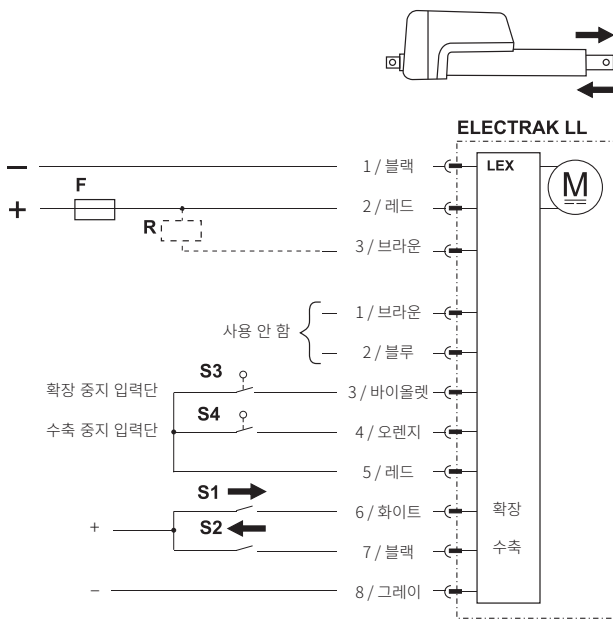 ELECTRAK LL
− 1 / 블랙 LEX
F
+ 2 / 레드 M
R
3 / 브라운
1 / 브라운
사용 안 함
2 / 블루
S3
확장 중지 입력단 3 / 바이올렛
S4
수축 중지 입력단 4 / 오렌지
5 / 레드
S1
6 / 화이트 확장
+ S2
7 / 블랙 수축
− 8 / 그레이